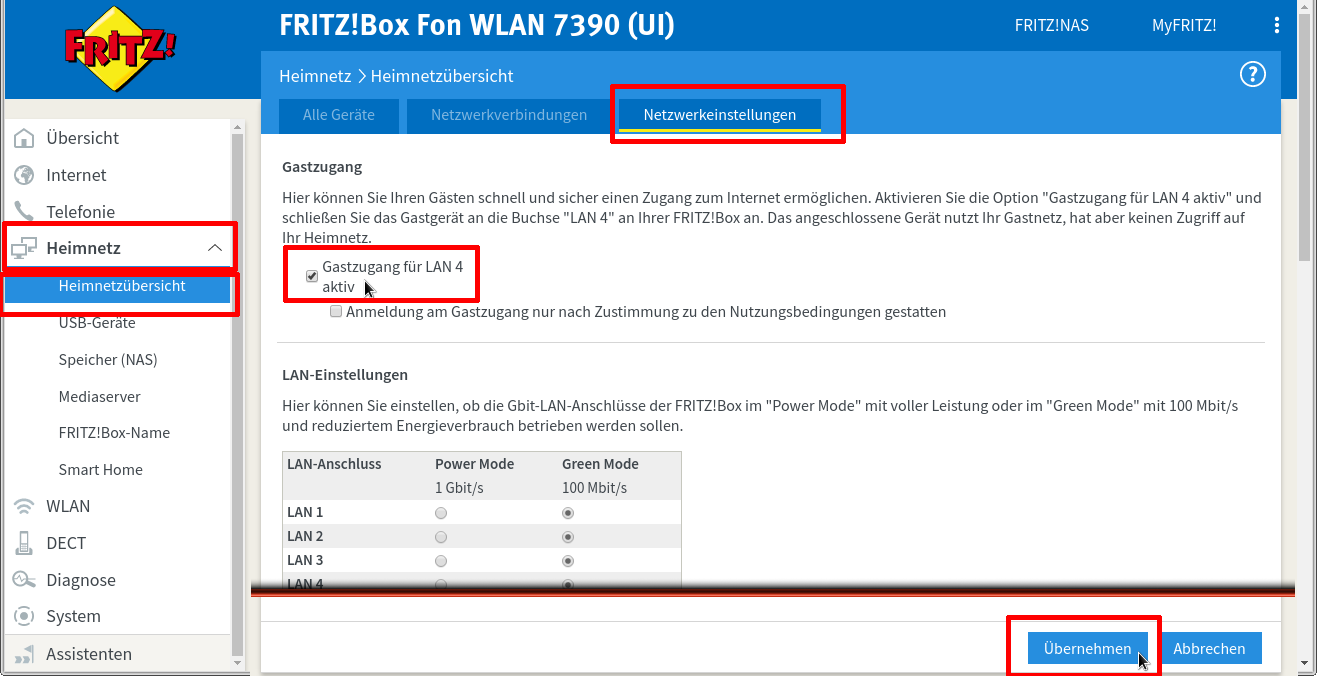 FRITZ!
FRITZ!Box Fon WLAN 7390 (UI)
FRITZ!NAS
MyFRITZ!
Heimnetz > Heimnetzübersicht
?
Alle Geräte
Netzwerkverbindungen
Netzwerkeinstellungen
Übersicht
Internet
Telefonie
Heimnetz
Heimnetzübersicht
USB-Geräte
Speicher (NAS)
Mediaserver
FRITZ!Box-Name
Smart Home
WLAN
DECT
Diagnose
System
Assistenten
Gastzugang
Hier können Sie Ihren Gästen schnell und sicher einen Zugang zum Internet ermöglichen. Aktivieren Sie die Option "Gastzugang für LAN 4 aktiv" und
schließen Sie das Gastgerät an die Buchse "LAN 4" an Ihrer FRITZ!Box an. Das angeschlossene Gerät nutzt Ihr Gastnetz, hat aber keinen Zugriff auf
Ihr Heimnetz.
Gastzugang für LAN 4
aktiv
Anmeldung am Gastzugang nur nach Zustimmung zu den Nutzungsbedingungen gestatten
LAN-Einstellungen
Hier können Sie einstellen, ob die Gbit-LAN-Anschlüsse der FRITZ!Box im "Power Mode" mit voller Leistung oder im "Green Mode" mit 100 Mbit/s
und reduziertem Energieverbrauch betrieben werden sollen.
LAN-Anschluss Power Mode Green Mode
1 Gbit/s 100 Mbit/s
LAN 1
LAN 2
LAN 3
LAN 4
Übernehmen
Abbrechen